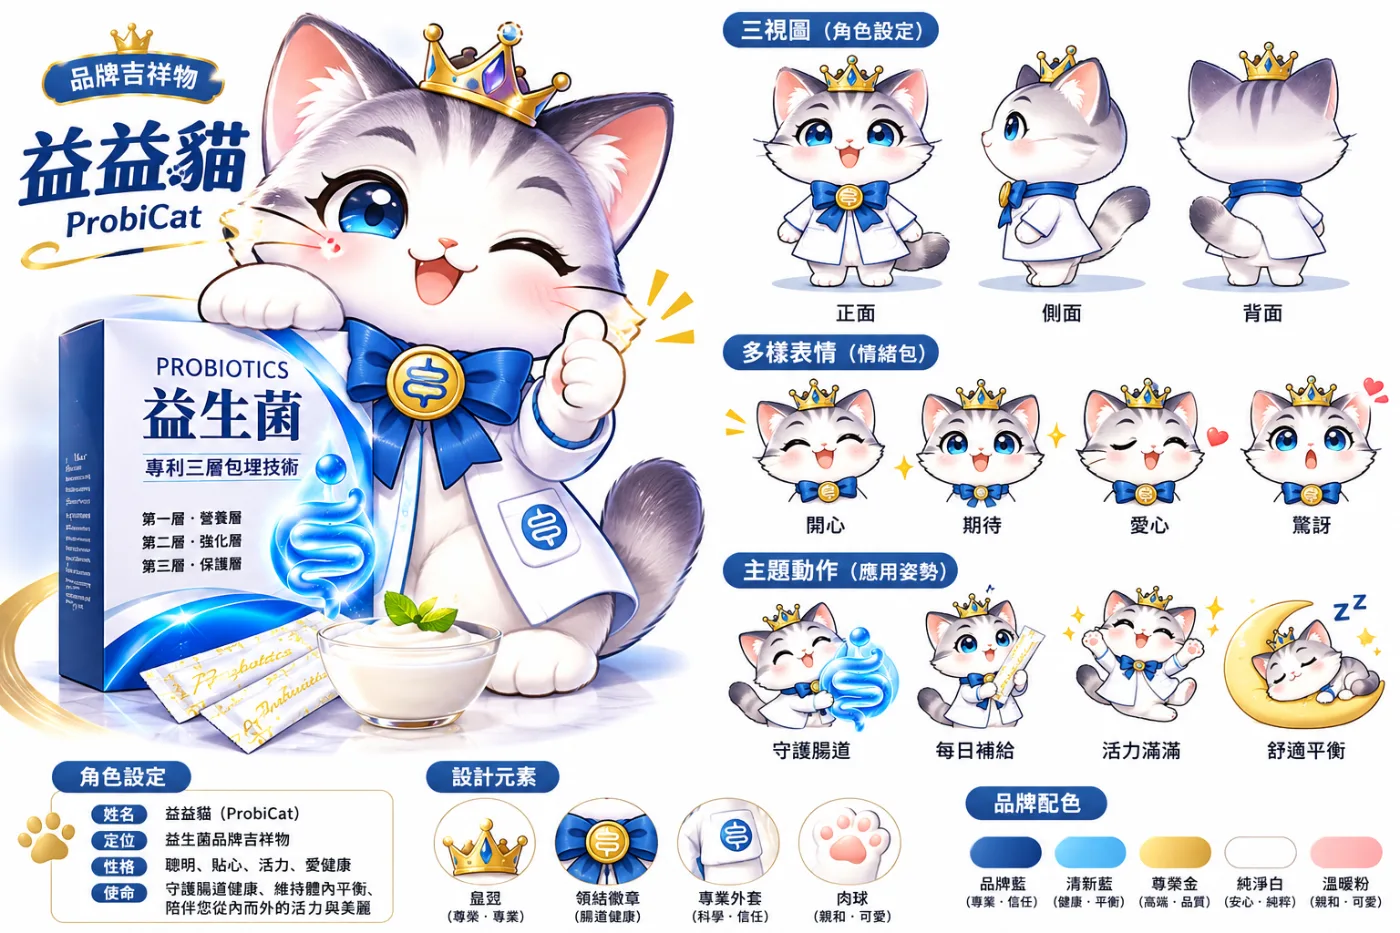 品牌吉祥物
益益貓
ProbiCat
PROBIOTICS
益生菌
專利三層包埋技術
第一層・營養層
第二層・強化層
第三層・保護層
三視圖（角色設定）
正面
側面
背面
多樣表情（情緒包）
開心
期待
愛心
驚訝
主題動作（應用姿勢）
zZZ
守護腸道
每日補給
活力滿滿
舒適平衡
角色設定
姓名 益益貓（ProbiCat）
定位 益生菌品牌吉祥物
性格 聰明、貼心、活力、愛健康
使命 守護腸道健康、維持體內平衡、
陪伴您從內而外的活力與美麗
設計元素
（尊榮・專業）
領結徽章
（腸道健康）
專業外套
（科學・信任）
肉球
（親和・可愛）
品牌配色
品牌藍
（專業・信任）
清新藍
（健康・平衡）
尊榮金
（高端・品質）
純淨白
（安心・純粹）
溫暖粉
（親和・可愛）